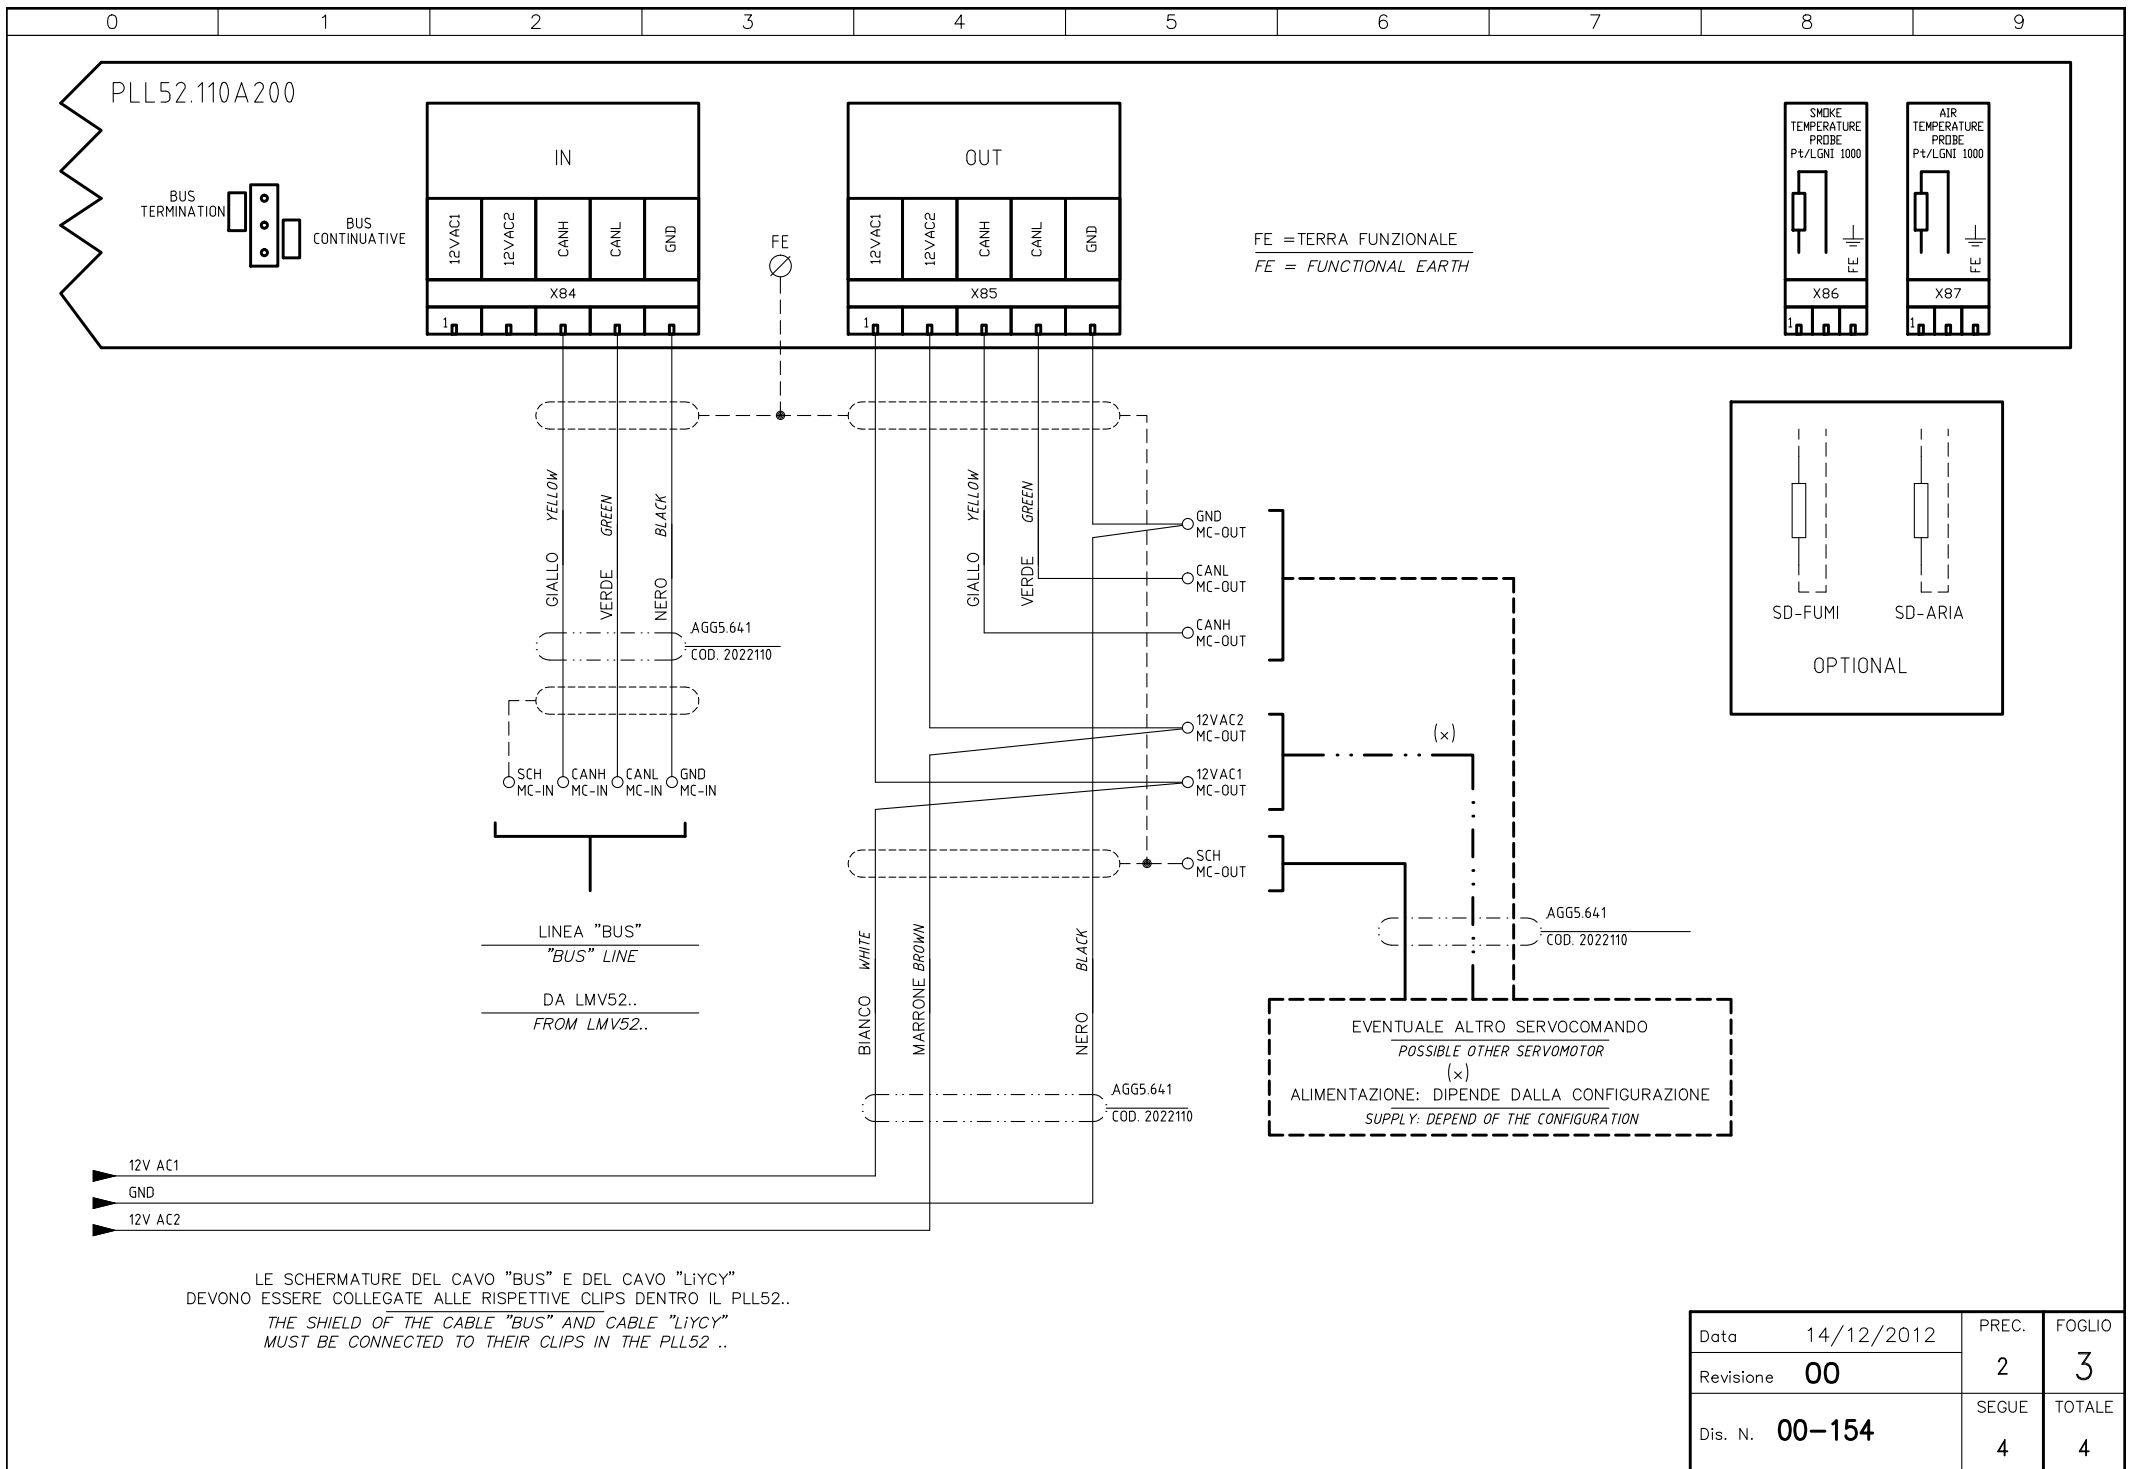 0 1 2 3 4 5 6 7 8 9
PLL52.110A200
BUS
TERMINATION
BUS
CONTINUATIVE
IN
12VAC1
12VAC2
CANH
CANL
GND
X84
1
FE
OUT
12VAC1
12VAC2
CANH
CANL
GND
X85
1
FE =TERRA FUNZIONALE
FE = FUNCTIONAL EARTH
SMOKE
TEMPERATURE
PROBE
Pt/LGNI 1000
FE
X86
1
AIR
TEMPERATURE
PROBE
Pt/LGNI 1000
FE
X87
1
GIALLO YELLOW
VERDE GREEN
NERO BLACK
AGG5.641
COD. 2022110
SCH
MC-IN
CANH
MC-IN
CANL
MC-IN
GND
MC-IN
LINEA "BUS"
"BUS" LINE
DA LMV52..
FROM LMV52..
GIALLO YELLOW
VERDE GREEN
GND
MC-OUT
CANL
MC-OUT
CANH
MC-OUT
12VAC2
MC-OUT
12VAC1
MC-OUT
SCH
MC-OUT
(x)
SD-FUMI
SD-ARIA
OPTIONAL
BIANCO WHITE
MARRONE BROWN
NERO BLACK
AGG5.641
COD. 2022110
AGG5.641
COD. 2022110
EVENTUALE ALTRO SERVOCOMANDO
POSSIBLE OTHER SERVOMOTOR
(x)
ALIMENTAZIONE: DIPENDE DALLA CONFIGURAZIONE
SUPPLY: DEPEND OF THE CONFIGURATION
12V AC1
GND
12V AC2
LE SCHERMATURE DEL CAVO "BUS" E DEL CAVO "LiYCY"
DEVONO ESSERE COLLEGATE ALLE RISPETTIVE CLIPS DENTRO IL PLL52..
THE SHIELD OF THE CABLE "BUS" AND CABLE "LiYCY"
MUST BE CONNECTED TO THEIR CLIPS IN THE PLL52 ..
Data 14/12/2012
Revisione 00
Dis. N. 00-154
PREC.
2
FOGLIO
3
SEGUE
4
TOTALE
4